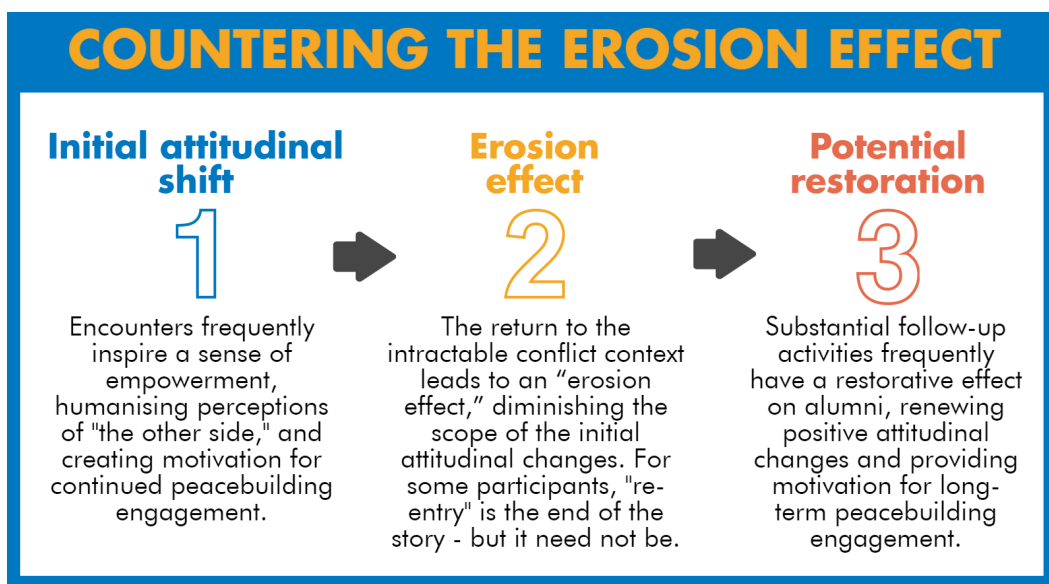 COUNTERING THE EROSION EFFECT
Initial attitudinal
shift
1
Encounters frequently
inspire a sense of
empowerment,
humanising perceptions
of "the other side," and
creating motivation for
continued peacebuilding
engagement.
Erosion
effect
2
The return to the
intractable conflict context
leads to an “erosion
effect,” diminishing the
scope of the initial
attitudinal changes. For
some participants, "re-
entry" is the end of the
story - but it need not be.
Potential
restoration
3
Substantial follow-up
activities frequently
have a restorative effect
on alumni, renewing
positive attitudinal
changes and providing
motivation for long-
term peacebuilding
engagement.